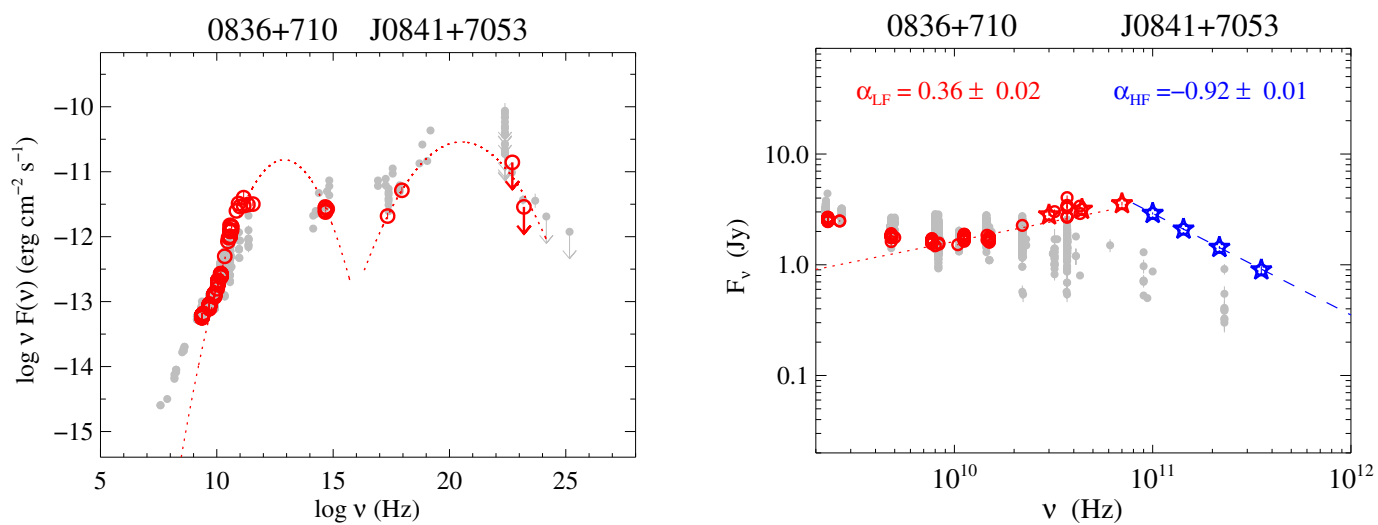 0836+710 J0841+7053
log ν F(ν) (erg cm⁻² s⁻¹)
−10
−11
−12
−13
−14
−15
5 10 15 20 25
log ν (Hz)
0836+710 J0841+7053
α_LF = 0.36 ± 0.02 α_HF =−0.92 ± 0.01
F_ν (Jy)
10.0
1.0
0.1
10¹⁰ 10¹¹ 10¹²
ν (Hz)